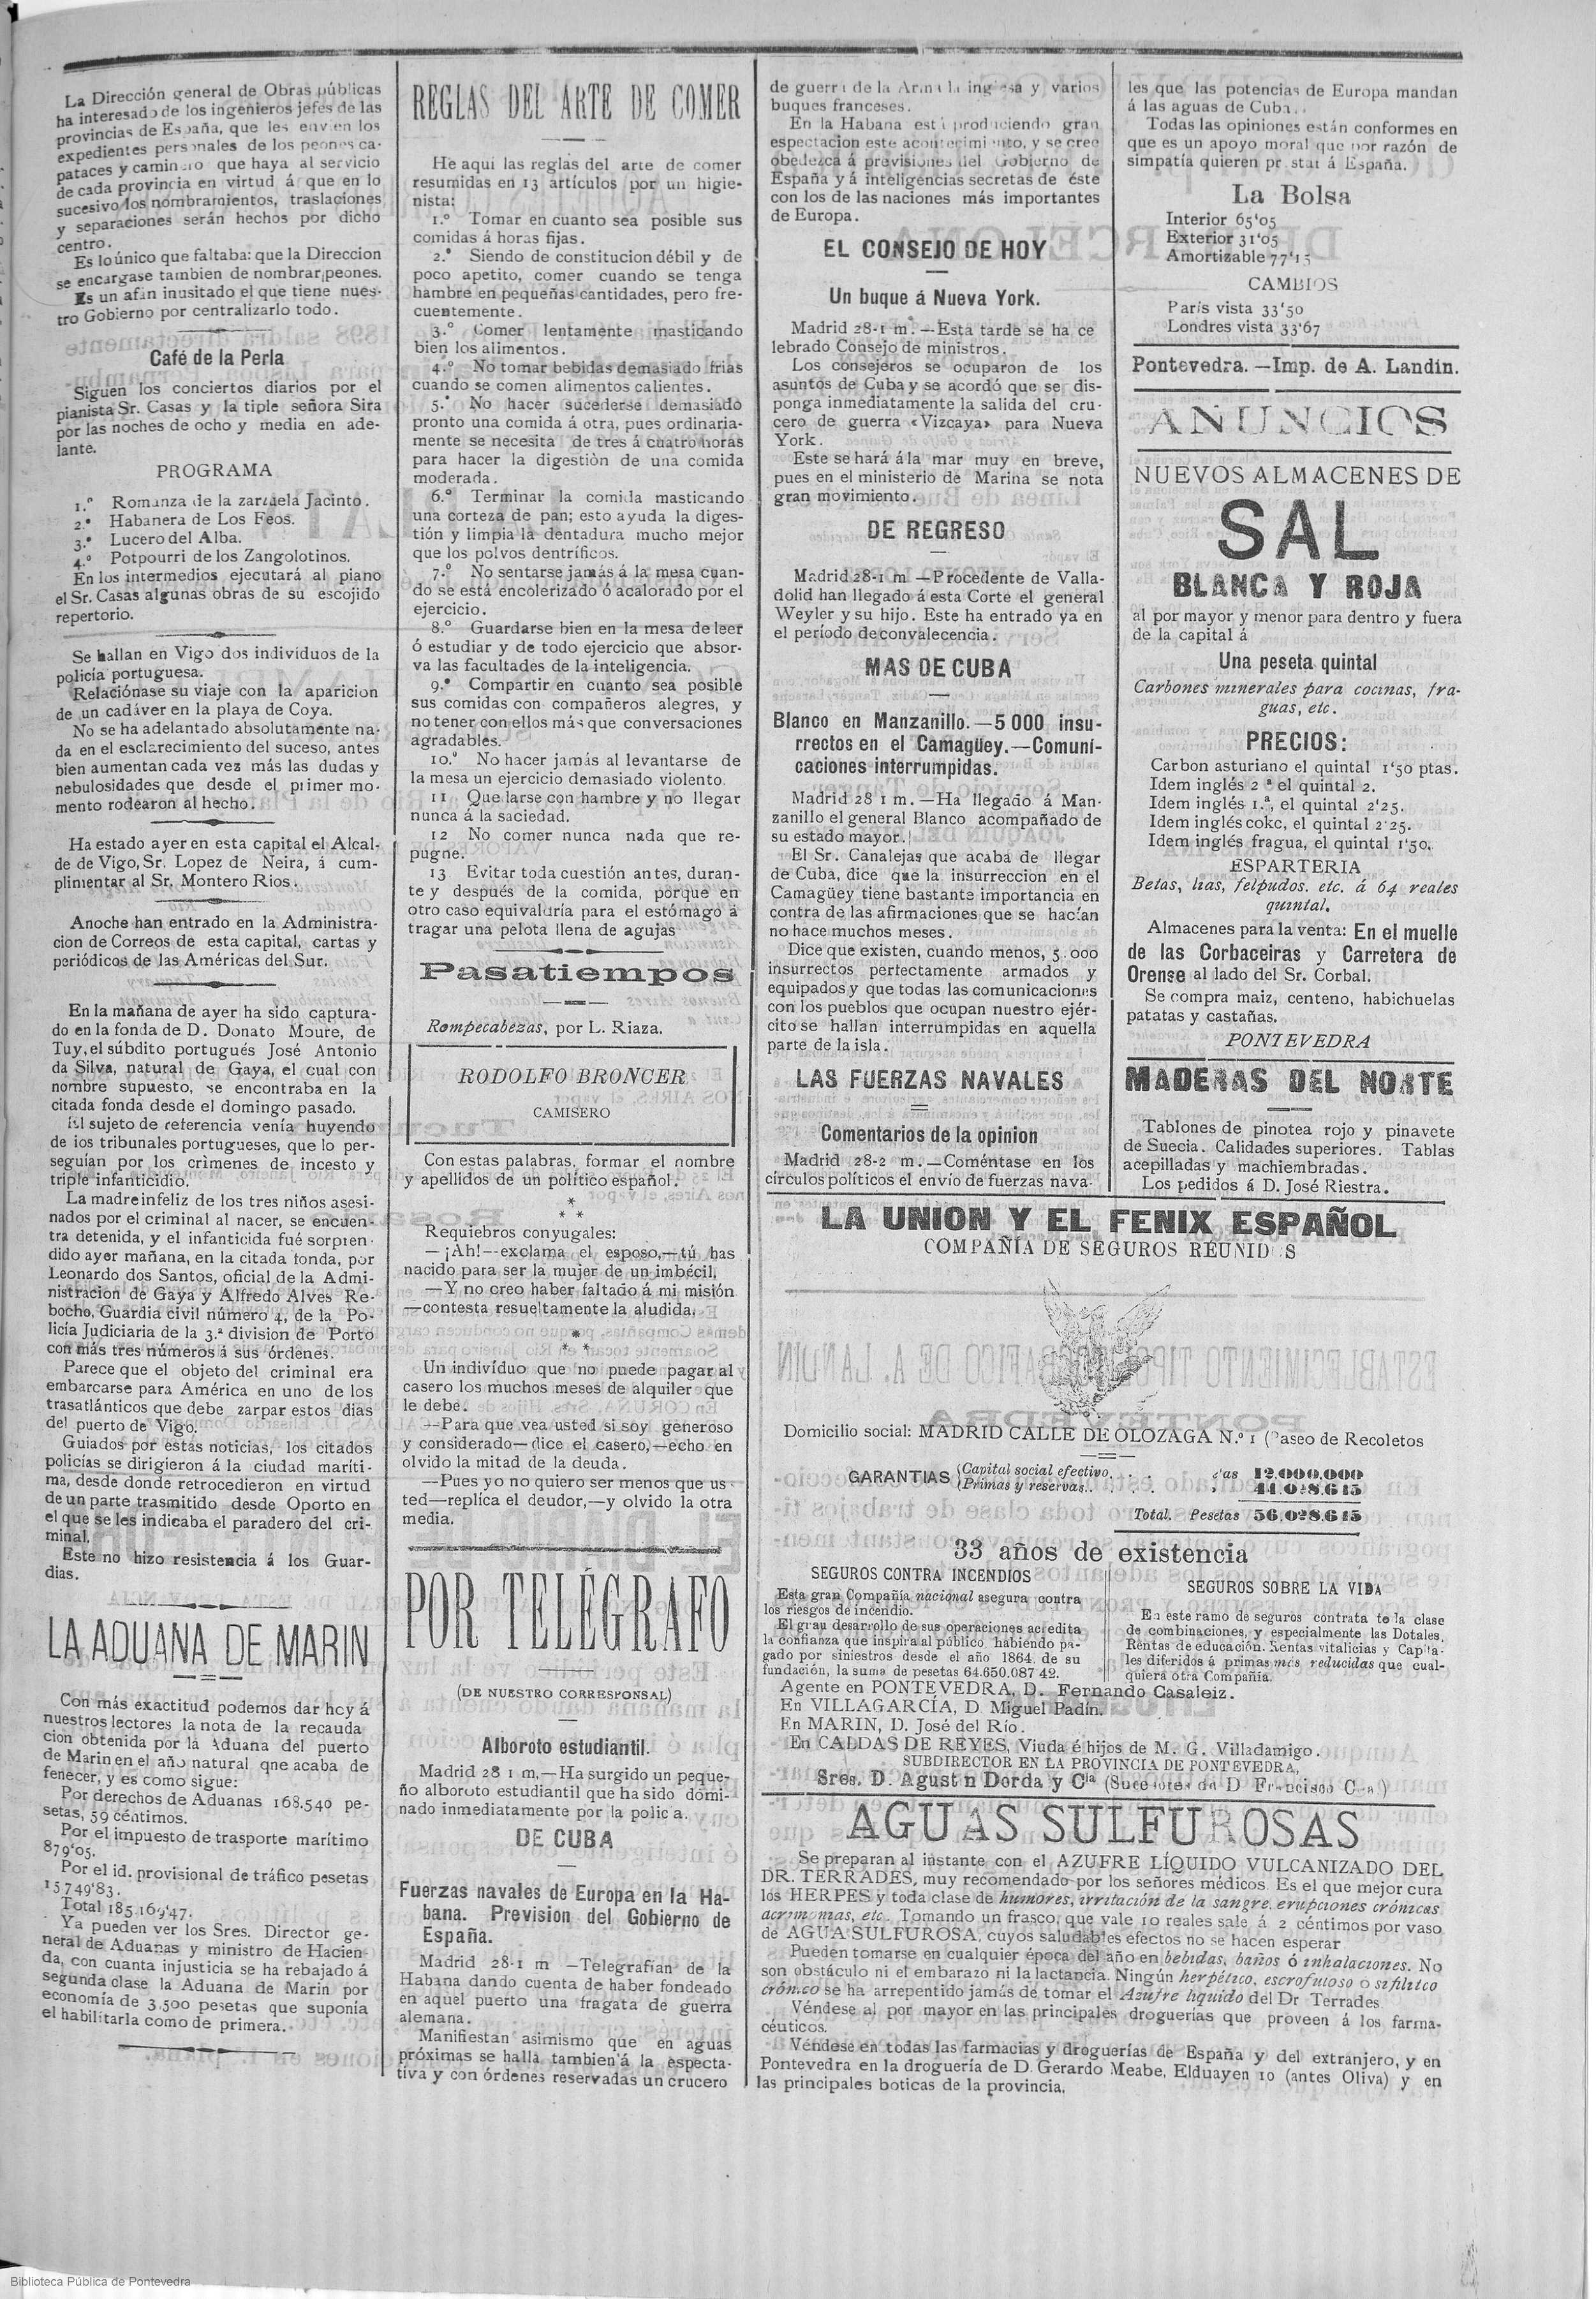 La Dirección general de Obras públicas
ha interesado de los ingenieros jefes de las
provincias de España, que les envien los
expedientes personales de los peones ca-
pataces y caminero que haya al servicio
de cada provincia en virtud á que en lo
sucesivo los nombramientos, traslaciones
y separaciones serán hechos por dicho
centro.
Es lo único que faltaba: que la Direccion
se encargase tambien de nombrar peones.
Es un afán inusitado el que tiene nues-
tro Gobierno por centralizarlo todo.
Café de la Perla
Siguen los conciertos diarios por el
pianista Sr. Casas y la tiple señora Sira
por las noches de ocho y media en ade-
lante.
PROGRAMA
1.º Romanza de la zarzuela Jacinto.
2.º Habanera de Los Feos.
3.º Lucero del Alba.
4.º Potpourri de los Zangolotinos.
En los intermedios ejecutará al piano
el Sr. Casas algunas obras de su escojido
repertorio.
Se hallan en Vigo dos individuos de la
policía portuguesa.
Relaciónase su viaje con la aparicion
de un cadáver en la playa de Coya.
No se ha adelantado absolutamente na-
da en el esclarecimiento del suceso, antes
bien aumentan cada vez más las dudas y
nebulosidades que desde el primer mo-
mento rodearon al hecho.
Ha estado ayer en esta capital el Alcal-
de de Vigo, Sr. Lopez de Neira, á cum-
plimentar al Sr. Montero Rios.
Anoche han entrado en la Administra-
cion de Correos de esta capital, cartas y
periódicos de las Américas del Sur.
En la mañana de ayer ha sido captura-
do en la fonda de D. Donato Moure, de
Tuy, el súbdito portugués José Antonio
da Silva, natural de Gaya, el cual con
nombre supuesto, se encontraba en la
citada fonda desde el domingo pasado.
El sujeto de referencia venía huyendo
de los tribunales portugueses, que lo per-
seguían por los crìmenes de incesto y
triple infanticidio.
La madre infeliz de los tres niños asesi-
nados por el criminal al nacer, se encuen-
tra detenida, y el infanticida fué sorpren-
dido ayer mañana, en la citada fonda, por
Leonardo dos Santos, oficial de la Admi-
nistracion de Gaya y Alfredo Alves Re-
bocho, Guardia civil número 4, de la Po-
licía Judiciaria de la 3.ª division de Porto
con más tres números á sus órdenes.
Parece que el objeto del criminal era
embarcarse para América en uno de los
trasatlánticos que debe zarpar estos dias
del puerto de Vigo.
Guiados por estas noticias, los citados
policías se dirigieron á la ciudad maríti-
ma, desde donde retrocedieron en virtud
de un parte trasmitido desde Oporto en
el que se les indicaba el paradero del cri-
minal.
Este no hizo resistencia á los Guar-
dias.
LA ADUANA DE MARIN
Con más exactitud podemos dar hoy á
nuestros lectores la nota de la recauda
cion obtenida por la Aduana del puerto
de Marin en el año natural qne acaba de
fenecer, y es como sigue:
Por derechos de Aduanas 168.540 pe-
setas, 59 céntimos.
Por el impuesto de trasporte marítimo
879'05.
Por el id. provisional de tráfico pesetas
15749'83.
Total 185.169'47.
Ya pueden ver los Sres. Director ge-
neral de Aduanas y ministro de Hacien-
da, con cuanta injusticia se ha rebajado á
segunda clase la Aduana de Marin por
economía de 3.500 pesetas que suponía
el habilitarla como de primera.
REGLAS DEL ARTE DE COMER
He aquí las reglas del arte de comer
resumidas en 13 artículos por un higie-
nista:
1.º Tomar en cuanto sea posible sus
comidas á horas fijas.
2.º Siendo de constitucion débil y de
poco apetito, comer cuando se tenga
hambre en pequeñas cantidades, pero fre-
cuentemente.
3.º Comer lentamente masticando
bien los alimentos.
4.º No tomar bebidas demasiado frias
cuando se comen alimentos calientes.
5.º No hacer sucederse demasiado
pronto una comida á otra, pues ordinaria-
mente se necesita de tres á cuatro horas
para hacer la digestiòn de una comida
moderada.
6.º Terminar la comida masticando
una corteza de pan; esto ayuda la diges-
tión y limpia la dentadura mucho mejor
que los polvos dentríficos.
7.º No sentarse jamás á la mesa cuan-
do se está encolerizado ó acalorado por el
ejercicio.
8.º Guardarse bien en la mesa de leer
ó estudiar y de todo ejercicio que absor-
va las facultades de la inteligencia.
9.º Compartir en cuanto sea posible
sus comidas con compañeros alegres, y
no tener con ellos más que conversaciones
agradables.
10.º No hacer jamás al levantarse de
la mesa un ejercicio demasiado violento
11 Quedarse con hambre y no llegar
nunca á la saciedad.
12 No comer nunca nada que re-
pugne.
13 Evitar toda cuestión antes, duran-
te y después de la comida, porque en
otro caso equivaldría para el estómago á
tragar una pelota llena de agujas
Pasatiempos
Rompecabezas, por L. Riaza.
RODOLFO BRONCER
CAMISERO
Con estas palabras, formar el nombre
y apellidos de un político español.
*
* *
Requiebros conyugales:
—¡Ah!—exclama el esposo,—tú has
nacido para ser la mujer de un imbécil.
—Y no creo haber faltado á mi misión
—contesta resueltamente la aludida.
*
* *
Un indivíduo que no puede pagar al
casero los muchos meses de alquiler que
le debe.
—Para que vea usted si soy generoso
y considerado—dice el casero,—echo en
olvido la mitad de la deuda.
—Pues yo no quiero ser menos que us-
ted—replíca el deudor,—y olvido la otra
media.
POR TELÉGRAFO
(DE NUESTRO CORRESPONSAL)
Alboroto estudiantil.
Madrid 28 1 m.—Ha surgido un peque-
ño alboroto estudiantil que ha sido domi-
nado inmediatamente por la polic a.
DE CUBA
Fuerzas navales de Europa en la Ha-
bana. Prevision del Gobierno de
España.
Madrid 28-1 m —Telegrafian de la
Habana dando cuenta de haber fondeado
en aquel puerto una fragata de guerra
alemana.
Manifiestan asimismo que en aguas
próximas se halla tambien á la especta-
tiva y con órdenes reservadas un crucero
de guerra de la Armada inglesa y varios
buques franceses.
En la Habana está produciendo gran
espectacion este acontecimiento, y se cree
obedezca á previsiones del Gobierno de
España y á inteligencias secretas de éste
con los de las naciones más importantes
de Europa.
EL CONSEJO DE HOY
Un buque á Nueva York.
Madrid 28-1 m.—Esta tarde se ha ce
lebrado Consejo de ministros.
Los consejeros se ocuparon de los
asuntos de Cuba y se acordó que se dis-
ponga inmediatamente la salida del cru-
cero de guerra «Vizcaya» para Nueva
York.
Este se hará á la mar muy en breve,
pues en el ministerio de Marina se nota
gran movimiento.
DE REGRESO
Madrid 28-1 m —Procedente de Valla-
dolid han llegado á esta Corte el general
Weyler y su hijo. Este ha entrado ya en
el período de convalecencia.
MAS DE CUBA
Blanco en Manzanillo.—5 000 insu-
rrectos en el Camagüey.—Comuni-
caciones interrumpidas.
Madrid 28 1 m.—Ha llegado á Man-
zanillo el general Blanco acompañado de
su estado mayor.
El Sr. Canalejas que acaba de llegar
de Cuba, dice que la insurreccion en el
Camagüey tiene bastante importancia en
contra de las afirmaciones que se hacían
no hace muchos meses.
Dice que existen, cuando menos, 5.000
insurrectos perfectamente armados y
equipados y que todas las comunicaciones
con los pueblos que ocupan nuestro ejér-
cito se hallan interrumpidas en aquella
parte de la isla.
LAS FUERZAS NAVALES
Comentarios de la opinion
Madrid 28-2 m.—Coméntase en los
círculos políticos el envío de fuerzas nava-
les que las potencias de Europa mandan
á las aguas de Cuba.
Todas las opiniones están conformes en
que es un apoyo moral que por razón de
simpatía quieren pr star á España.
La Bolsa
Interior 65'05
Exterior 31'05
Amortizable 77'15
CAMBIOS
París vista 33'50
Londres vista 33'67
Pontevedra.—Imp. de A. Landín.
ANUNCIOS
NUEVOS ALMACENES DE
SAL
BLANCA Y ROJA
al por mayor y menor para dentro y fuera
de la capital á
Una peseta quintal
Carbones minerales para cocinas, fra-
guas, etc.
PRECIOS:
Carbon asturiano el quintal 1'50 ptas.
Idem inglés 2 ª el quintal 2.
Idem inglés 1.ª, el quintal 2'25.
Idem inglés cokc, el quintal 2'25.
Idem inglés fragua, el quintal 1'50.
ESPARTERIA
Betas, lias, felpudos. etc. á 64 reales
quintal.
Almacenes para la venta: En el muelle
de las Corbaceiras y Carretera de
Orense al lado del Sr. Corbal.
Se compra maiz, centeno, habichuelas
patatas y castañas.
PONTEVEDRA
MADERAS DEL NORTE
Tablones de pinotea rojo y pinavete
de Suecia. Calidades superiores. Tablas
acepilladas y machiembradas.
Los pedidos á D. José Riestra.
LA UNION Y EL FENIX ESPAÑOL
COMPAÑÍA DE SEGUROS REUNID S
Domicilio social: MADRID CALLE DE OLOZAGA N.º 1 (Paseo de Recoletos
GARANTIAS
(Capital social efectivo. . . . 12.000.000
(Primas y reservas. . . . 44.028.645
Total. Pesetas 56.028.645
33 años de existencia
SEGUROS CONTRA INCENDIOS
Esta gran Compañía nacional asegura contra
los riesgos de incendio.
El gran desarrollo de sus operaciones acredita
la confianza que inspira al público, habiendo pa-
gado por siniestros desde el año 1864, de su
fundación, la suma de pesetas 64.650.087 42.
SEGUROS SOBRE LA VIDA
En este ramo de seguros contrata toda clase
de combinaciones, y especialmente las Dotales,
Rentas de educación, Rentas vitalicias y Capita-
les diferidos á primas más reducidas que cual-
quiera otra Compañía.
Agente en PONTEVEDRA, D. Fernando Casaleiz.
En VILLAGARCÍA, D. Miguel Padín.
En MARIN, D. José del Río.
En CALDAS DE REYES, Viuda é hijos de M. G. Villadamigo.
SUBDIRECTOR EN LA PROVINCIA DE PONTEVEDRA,
Sres. D. Agust n Dorda y Cía (Sucesores de D Francisco
AGUAS SULFUROSAS
Se preparan al instante con el AZUFRE LÍQUIDO VULCANIZADO DEL
DR. TERRADES, muy recomendado por los señores médicos. Es el que mejor cura
los HERPES y toda clase de humores, irritación de la sangre, erupciones crónicas
acrimonias, etc. Tomando un frasco, que vale 10 reales sale á 2 céntimos por vaso
de AGUA SULFUROSA, cuyos saludables efectos no se hacen esperar
Pueden tomarse en cualquier época del año en bebidas, baños ó inhalaciones. No
son obstáculo ni el embarazo ni la lactancia. Ningún herpético, escrofuloso o sifilítico
crónico se ha arrepentido jamás de tomar el Azufre líquido del Dr Terrades
Véndese al por mayor en las principales droguerías que proveen á los farma-
céuticos.
Véndese en todas las farmacias y droguerías de España y del extranjero, y en
Pontevedra en la droguería de D. Gerardo Meabe, Elduayen 10 (antes Oliva) y en
las principales boticas de la provincia.
Biblioteca Pública de Pontevedra